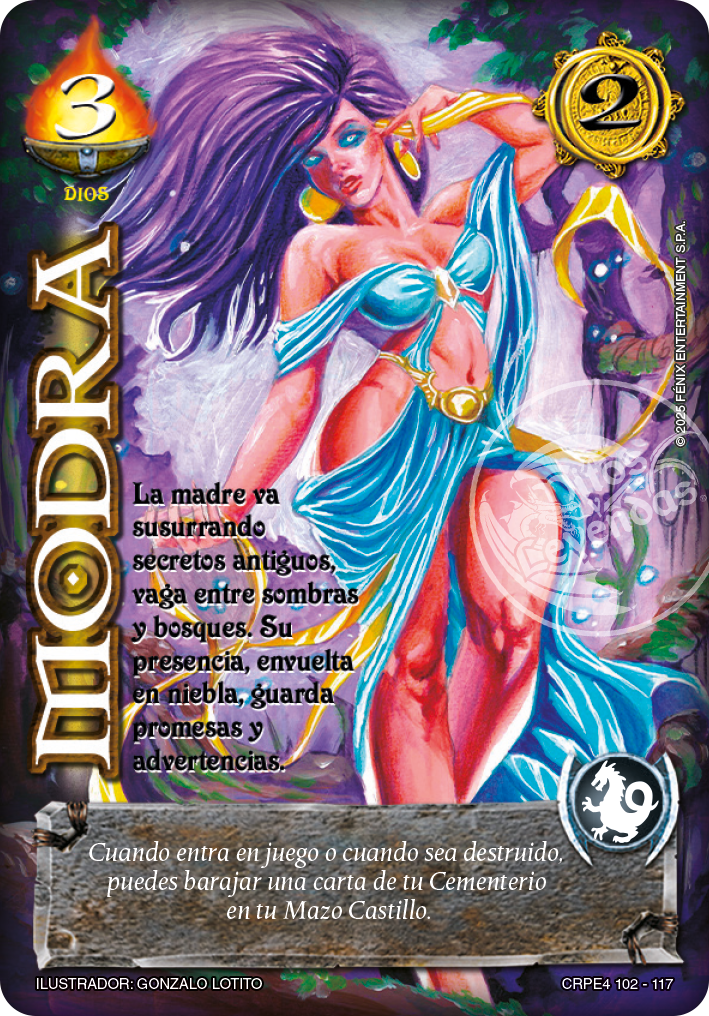 3
2
DIOS
MODRA
© 2025 FÉNIX ENTERTAINMENT S.P.A.
La madre va
susurrando
secretos antiguos,
vaga entre sombras
y bosques. Su
presencia, envuelta
en niebla, guarda
promesas y
advertencias.
Mitos
Leyendas
Cuando entra en juego o cuando sea destruido,
puedes barajar una carta de tu Cementerio
en tu Mazo Castillo.
ILUSTRADOR: GONZALO LOTITO
CRPE4 102 - 117